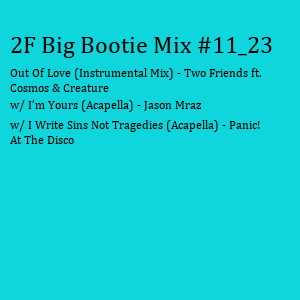 2F Big Bootie Mix #11_23
Out Of Love (Instrumental Mix) - Two Friends ft.
Cosmos & Creature
w/ I'm Yours (Acapella) - Jason Mraz
w/ I Write Sins Not Tragedies (Acapella) - Panic!
At The Disco